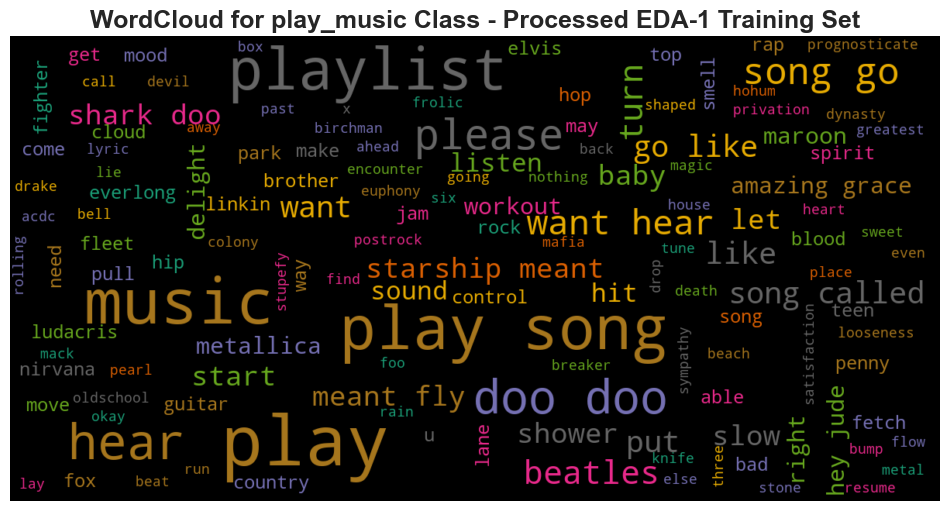 WordCloud for play_music Class - Processed EDA-1 Training Set
box
elvis
top
rap
prognosticate
get
mood
playlist
song go
call
devil
fighter
smell
hohum
past
x
frolic
hop
turn
shaped
privation
dynasty
shark doo
cloud
away
birchman
please
may
maroon
greatest
come
lyric
delight
park
make
ahead
back
go like
spirit
lie
encounter
listen
going
nothing
baby
magic
drake
everlong
brother
euphony
six
amazing grace
acdc
bell
linkin
want
jam
workout
house
heart
rock
want hear
let
fleet
colony
postrock
mafia
tune
blood
sweet
rolling
need
pull
hip
stupefy
way
find
starship meant
drop
like
even
death
place
music
sound
control
hit
song called
ludacris
play song
song
teen
looseness
mack
metallica
satisfaction
nirvana
pearl
start
foo
breaker
sympathy
beach
penny
oldschool
meant fly
doo doo
able
move
okay
guitar
rain
hear
play
u
lane
shower
put
slow
right
hey jude
fetch
flow
run
knife
bad
three
bump
metal
lay
fox
beat
country
beatles
else
stone
resume